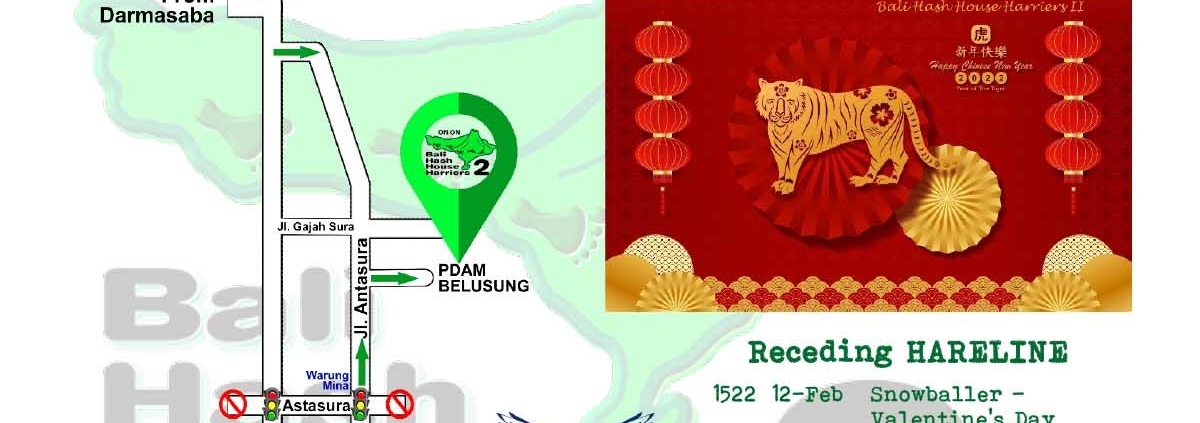 From
Darmasaba
ON ON
Bali
Hash
House
Harriers 2
Jl. Gajah Sura
Jl. Antasura
PDAM
BELUSUNG
Warung
Mina
Astasura
Bali
Hash
Bali Hash House Harriers II
虎
新年快樂
Happy Chinese New Year
2022
Year of The Tiger
Receding HARELINE
1522 12-Feb Snowballer -
Valentine's Day